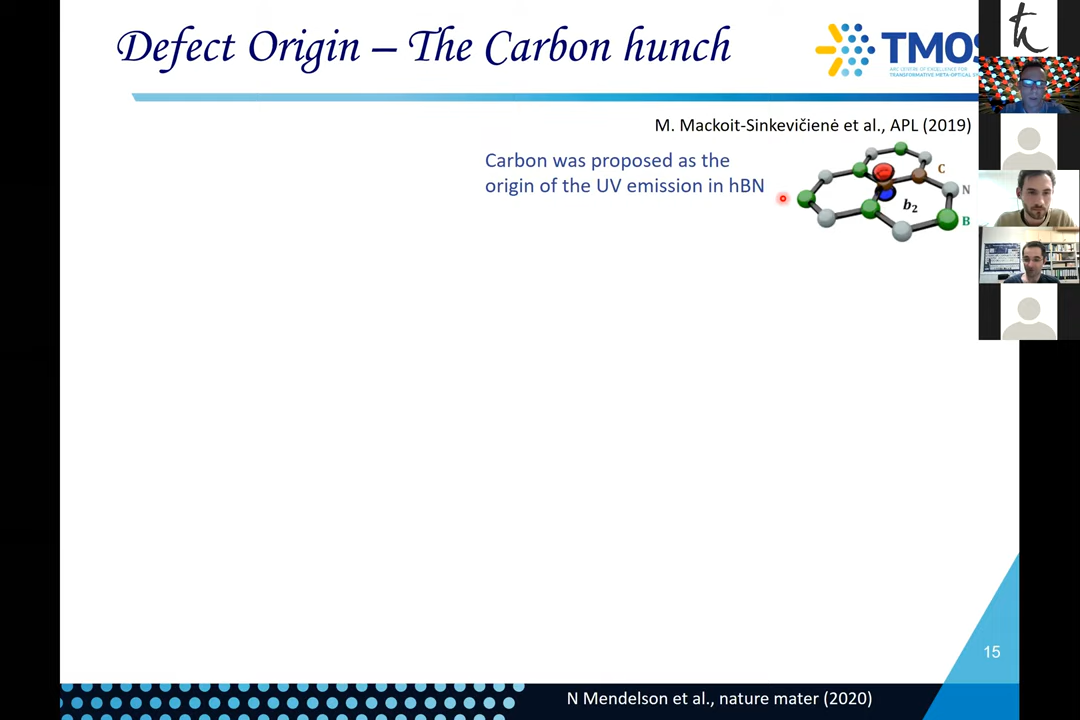 Defect Origin – The Carbon hunch
TMOS
ARC CENTRE OF EXCELLENCE FOR
TRANSFORMATIVE META-OPTICAL
M. Mackoit-Sinkevičienė et al., APL (2019)
Carbon was proposed as the
origin of the UV emission in hBN
C
N
b2
B
15
N Mendelson et al., nature mater (2020)